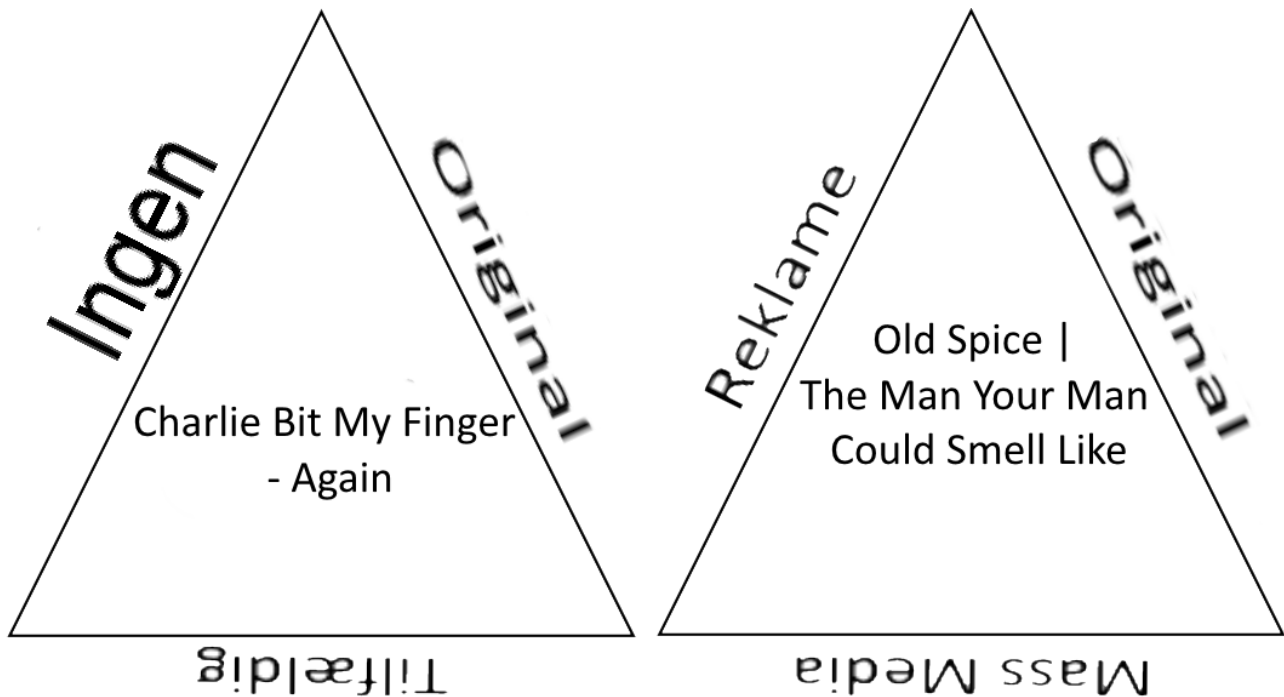 Ingen
Original
Charlie Bit My Finger
- Again
Tilfældig
Reklame
Original
Old Spice |
The Man Your Man
Could Smell Like
Mass Media